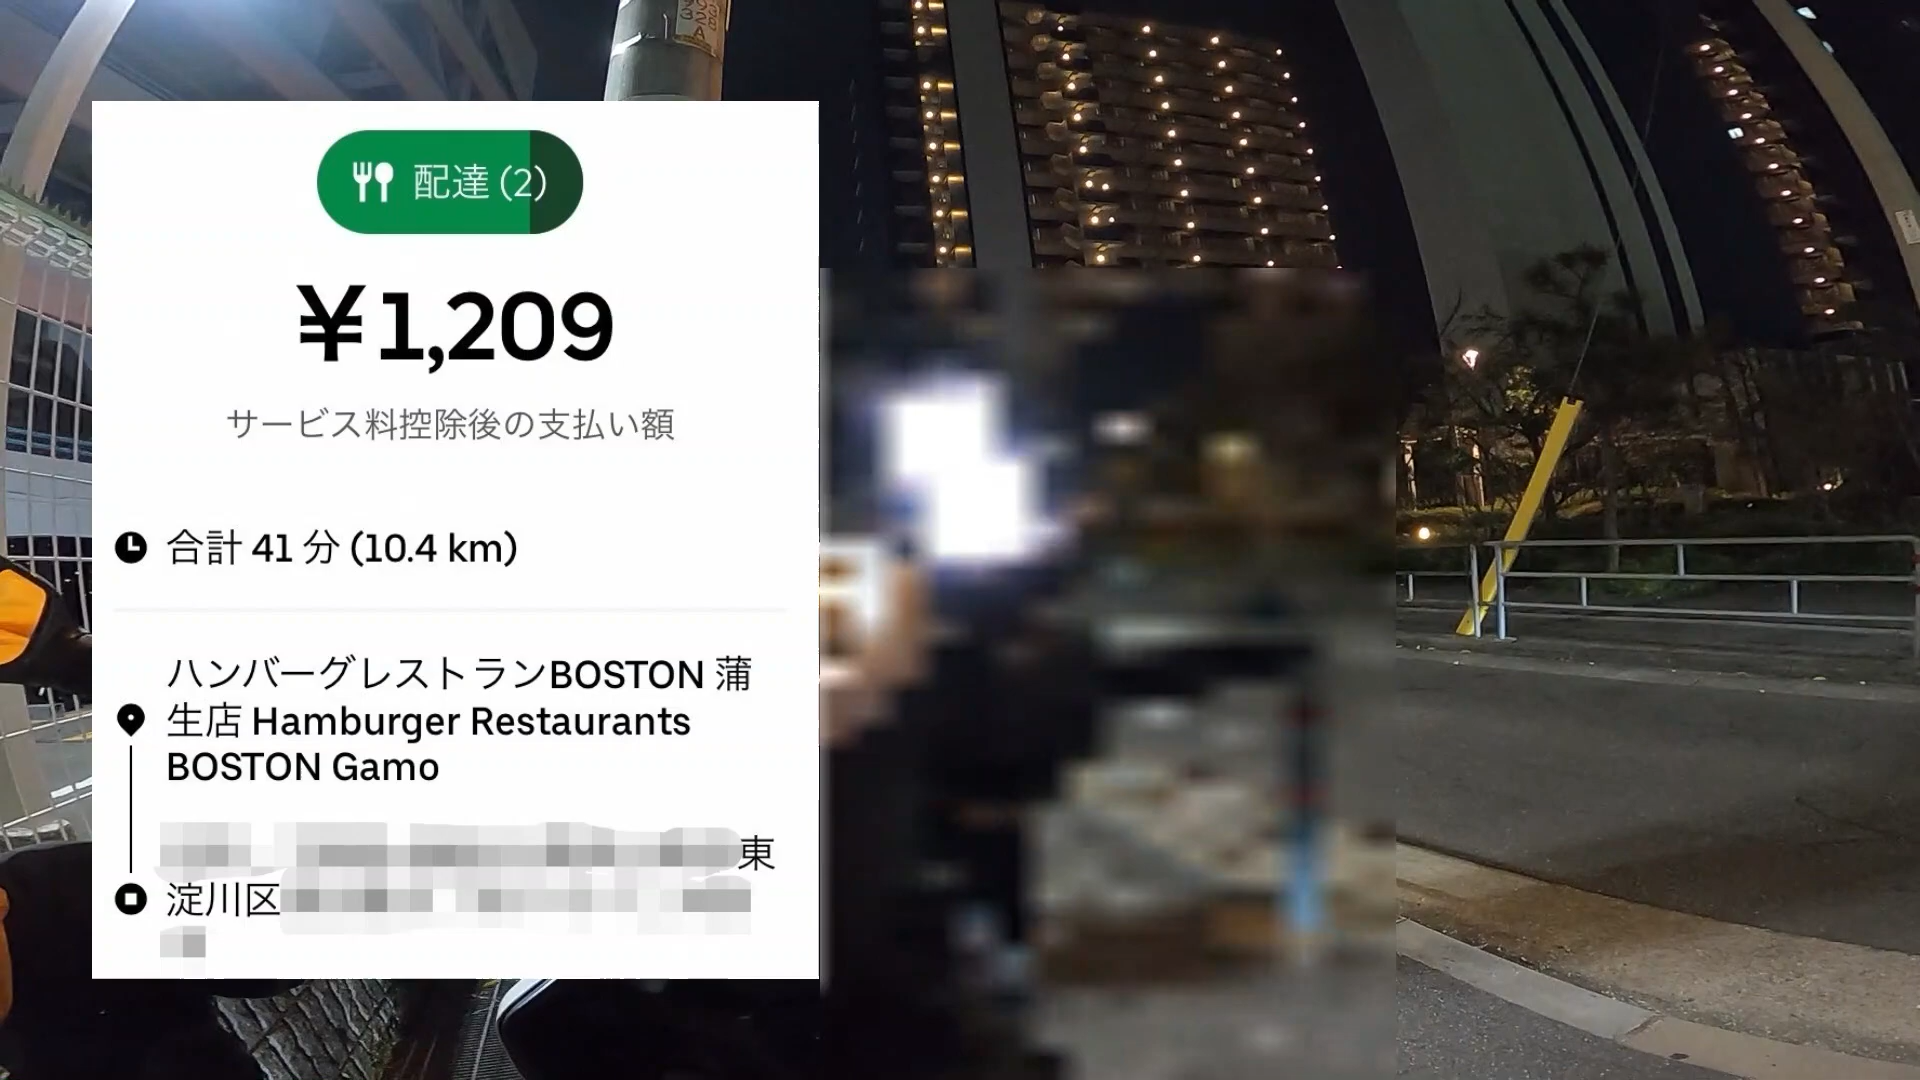 配達 (2)
¥1,209
サービス料控除後の支払い額
合計 41 分 (10.4 km)
ハンバーグレストランBOSTON 蒲
生店 Hamburger Restaurants
BOSTON Gamo
東
淀川区